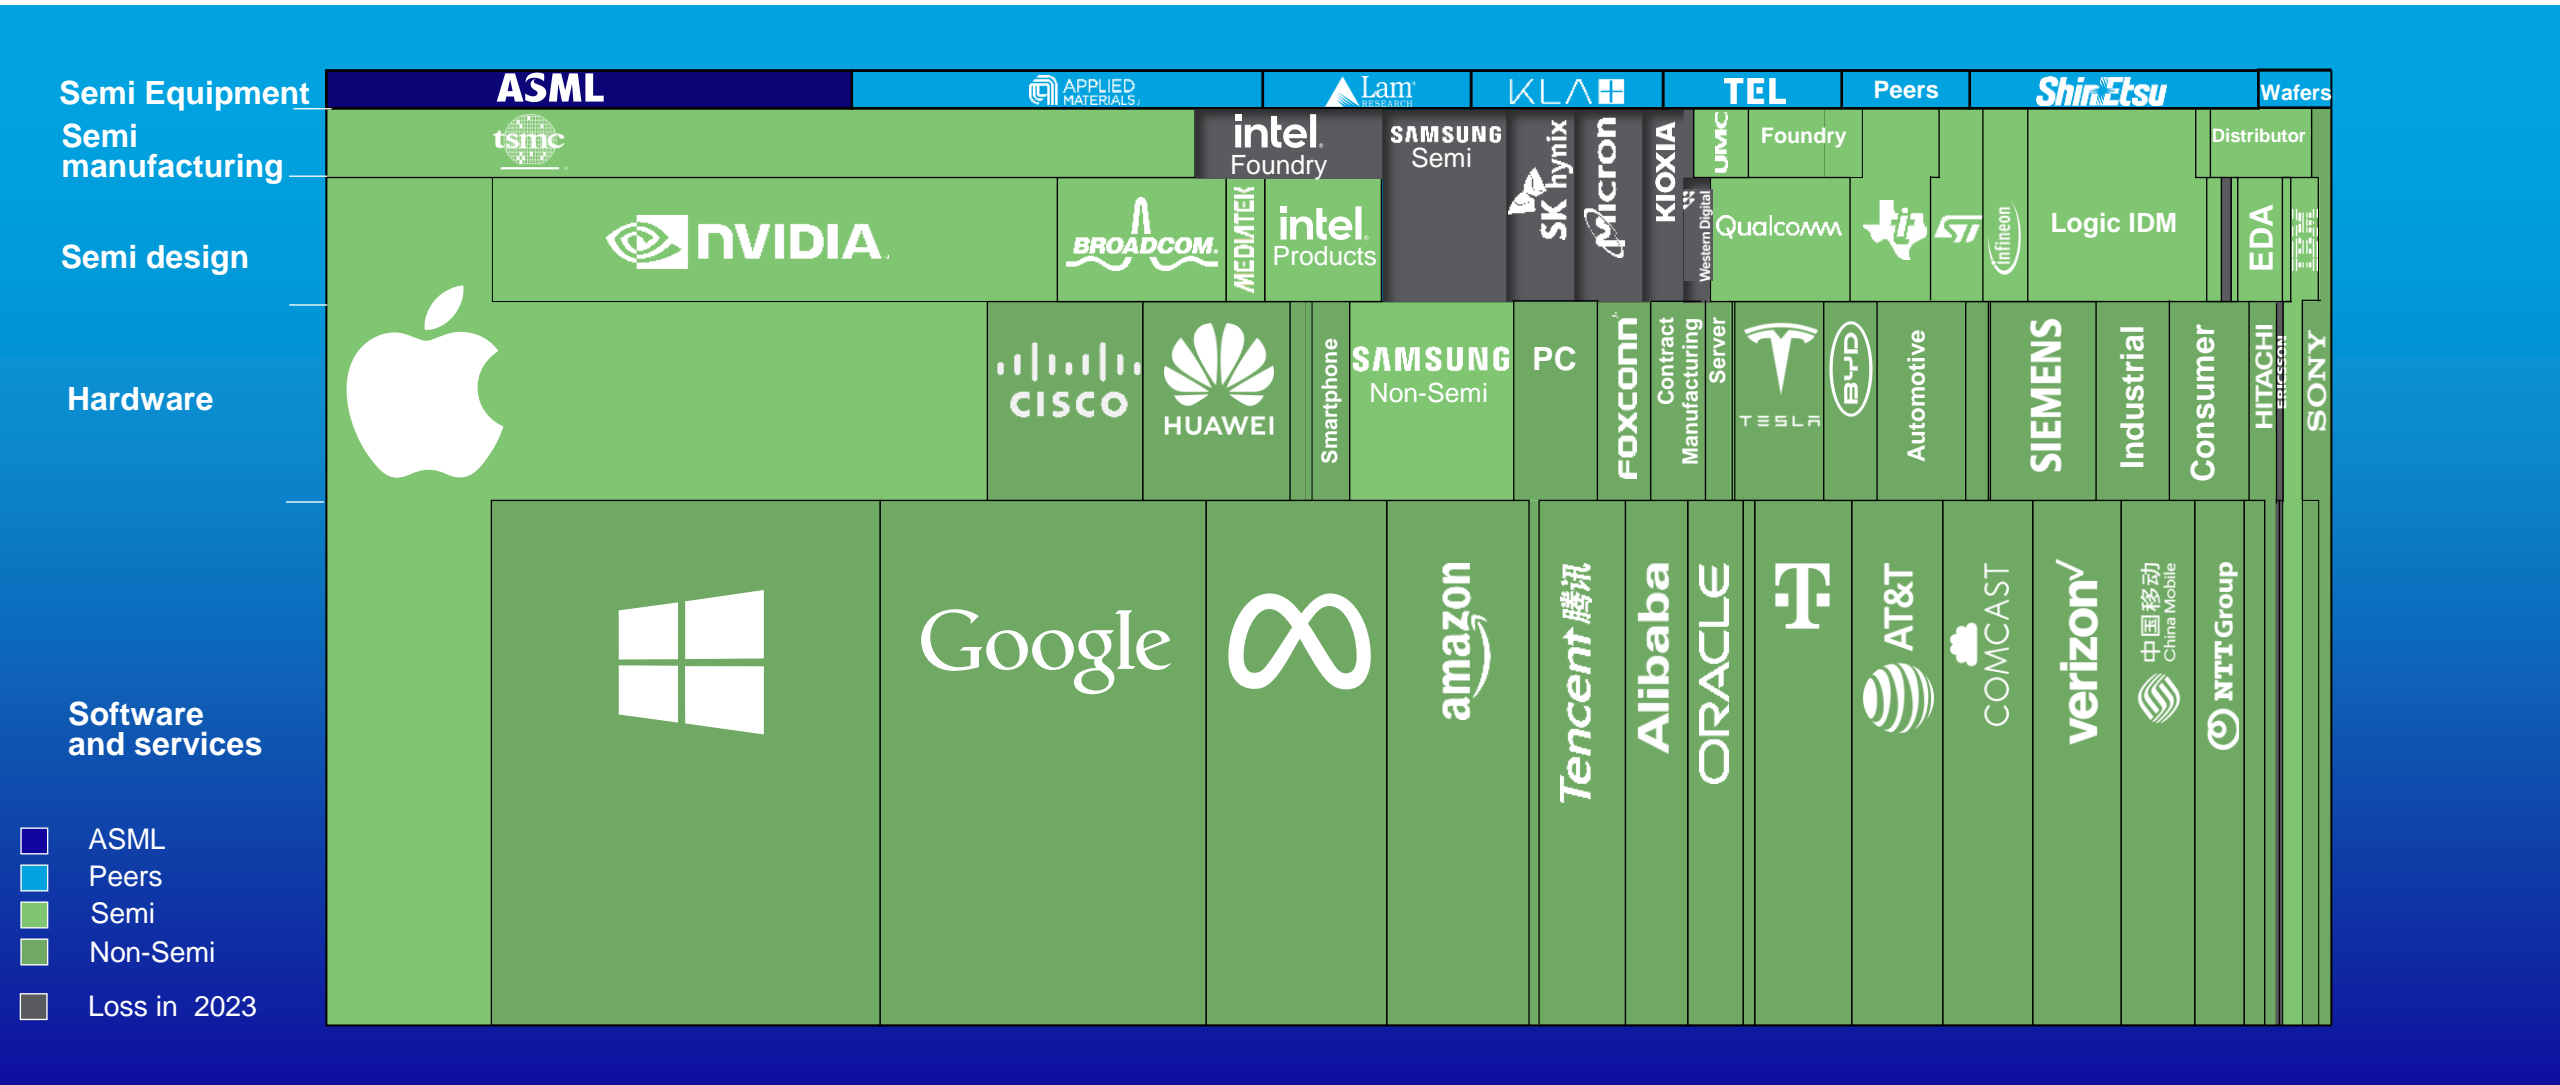 Semi Equipment
ASML
APPLIED
MATERIALS
Lam
RESEARCH
KLA
TEL
Peers
ShinEtsu
Wafers
Semi
manufacturing
tsmc
intel.
Foundry
SAMSUNG
Semi
SK hynix
Micron
KIOXIA
Western Digital
UMC
Foundry
Distributor
Semi design
NVIDIA.
BROADCOM.
MEDIATEK
intel.
Products
Qualcomm
ti
ST
infineon
Logic IDM
EDA
IBM
Hardware
CISCO
HUAWEI
Smartphone
SAMSUNG
Non-Semi
PC
FOXCONN
Contract
Manufacturing
Server
TESLA
BYD
Automotive
SIEMENS
Industrial
Consumer
HITACHI
ERICSSON
SONY
Software
and services
Google
amazon
Tencent 腾讯
Alibaba
ORACLE
T
AT&T
COMCAST
verizon
中国移动
China Mobile
NTT Group
ASML
Peers
Semi
Non-Semi
Loss in 2023